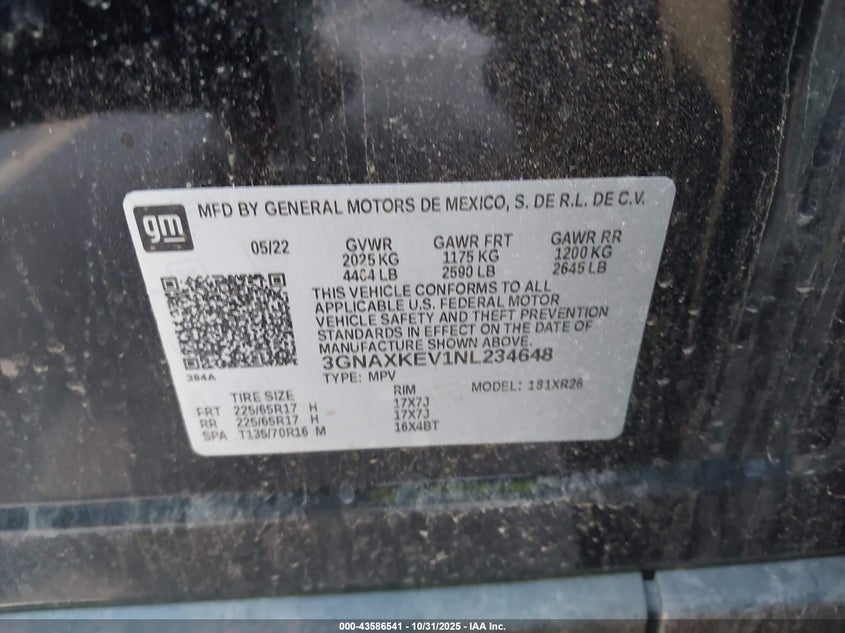 gm
MFD BY GENERAL MOTORS DE MEXICO, S. DE R.L. DE C.V.
05/22 GVWR GAWR FRT GAWR RR
2025 KG 1175 KG 1200 KG
4464 LB 2590 LB 2645 LB
THIS VEHICLE CONFORMS TO ALL
APPLICABLE U.S. FEDERAL MOTOR
VEHICLE SAFETY AND THEFT PREVENTION
STANDARDS IN EFFECT ON THE DATE OF
MANUFACTURE SHOWN ABOVE.
3GNAXKEV1NL234648
384A
TYPE: MPV MODEL: 1S1XR26
TIRE SIZE RIM
FRT 225/65R17 H 17X7J
RR 225/65R17 H 17X7J
SPA T135/70R16 M 16X4BT
000-43586541 - 10/31/2025 - IAA Inc.